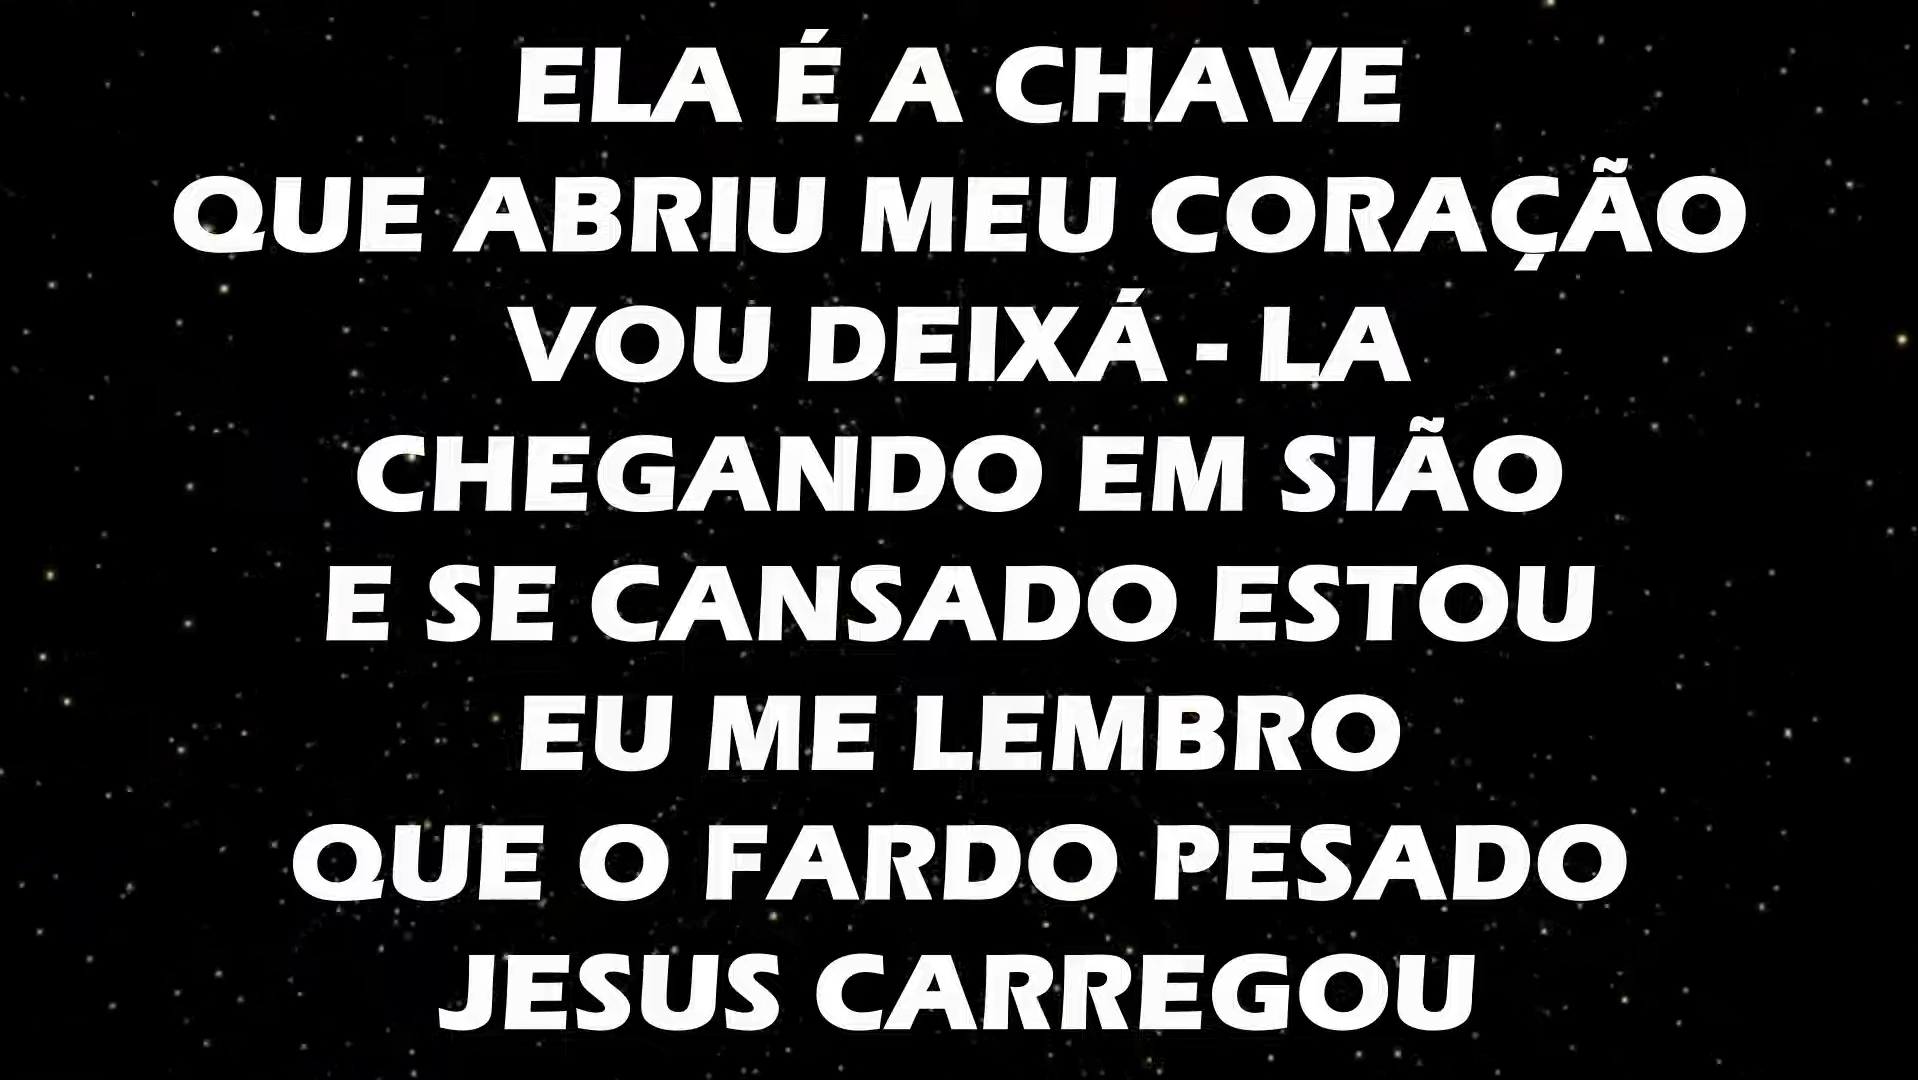 ELA É A CHAVE
QUE ABRIU MEU CORAÇÃO
VOU DEIXÁ - LA
CHEGANDO EM SIÃO
E SE CANSADO ESTOU
EU ME LEMBRO
QUE O FARDO PESADO
JESUS CARREGOU